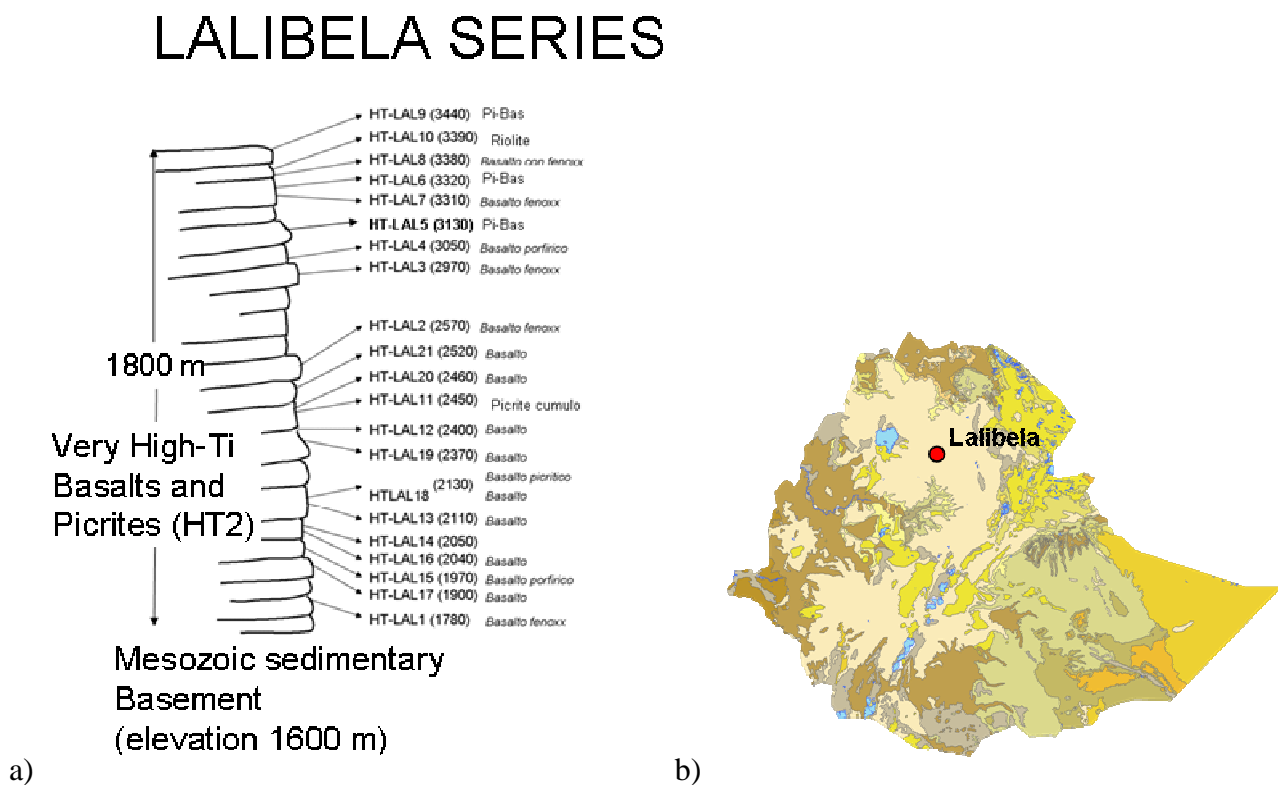 LALIBELA SERIES
HT-LAL9 (3440) Pi-Bas
HT-LAL10 (3390) Riolite
HT-LAL8 (3380) Basalto con fenoxx
HT-LAL6 (3320) Pi-Bas
HT-LAL7 (3310) Basalto fenoxx
HT-LAL5 (3130) Pi-Bas
HT-LAL4 (3050) Basalto porfirico
HT-LAL3 (2970) Basalto fenoxx
HT-LAL2 (2570) Basalto fenoxx
HT-LAL21 (2520) Basalto
HT-LAL20 (2460) Basalto
HT-LAL11 (2450) Picrite cumulo
HT-LAL12 (2400) Basalto
HT-LAL19 (2370) Basalto
(2130) Basalto picritico
HTLAL18 Basalto
HT-LAL13 (2110) Basalto
HT-LAL14 (2050)
HT-LAL16 (2040) Basalto
HT-LAL15 (1970) Basalto porfirico
HT-LAL17 (1900) Basalto
HT-LAL1 (1780) Basalto fenoxx
1800 m
Very High-Ti
Basalts and
Picrites (HT2)
Mesozoic sedimentary
Basement
(elevation 1600 m)
a)
Lalibela
b)